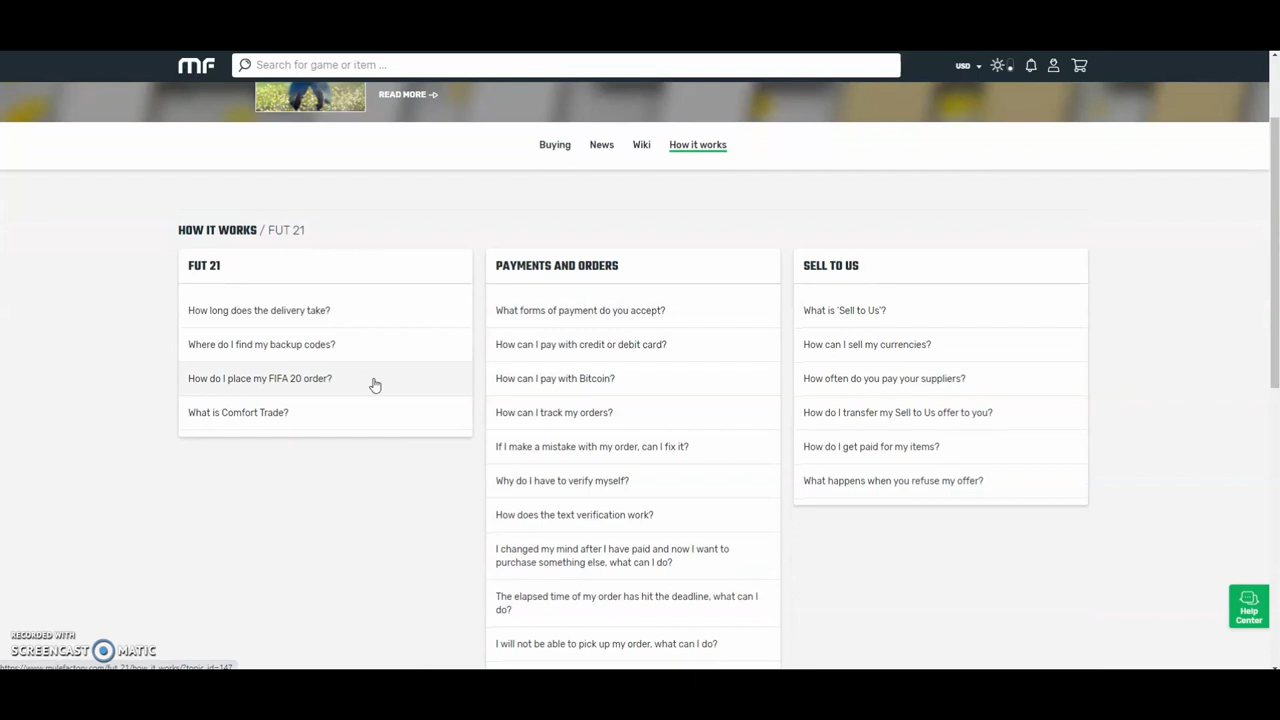 MF
Search for game or item ...
USD
READ MORE
Buying
News
Wiki
How it works
HOW IT WORKS / FUT 21
FUT 21
How long does the delivery take?
Where do I find my backup codes?
How do I place my FIFA 20 order?
What is Comfort Trade?
PAYMENTS AND ORDERS
What forms of payment do you accept?
How can I pay with credit or debit card?
How can I pay with Bitcoin?
How can I track my orders?
If I make a mistake with my order, can I fix it?
Why do I have to verify myself?
How does the text verification work?
I changed my mind after I have paid and now I want to
purchase something else, what can I do?
The elapsed time of my order has hit the deadline, what can I
do?
I will not be able to pick up my order, what can I do?
SELL TO US
What is 'Sell to Us'?
How can I sell my currencies?
How often do you pay your suppliers?
How do I transfer my Sell to Us offer to you?
How do I get paid for my items?
What happens when you refuse my offer?
Help
Center
RECORDED WITH
SCREENCAST MATIC
https://www.mulefactory.com/fut_21/how_it_works/?topic_id=147